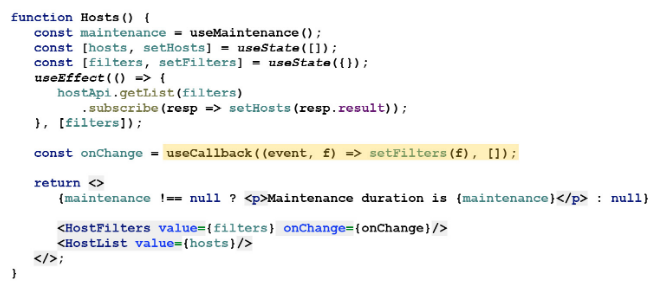 function Hosts() {
const maintenance = useMaintenance();
const [hosts, setHosts] = useState([]);
const [filters, setFilters] = useState({});
useEffect(() => {
hostApi.getList(filters)
.subscribe(resp => setHosts(resp.result));
}, [filters]);
const onChange = useCallback((event, f) => setFilters(f), []);
return <>
{maintenance !== null ? <p>Maintenance duration is {maintenance}</p> : null}
<HostFilters value={filters} onChange={onChange}/>
<HostList value={hosts}/>
</>;
}